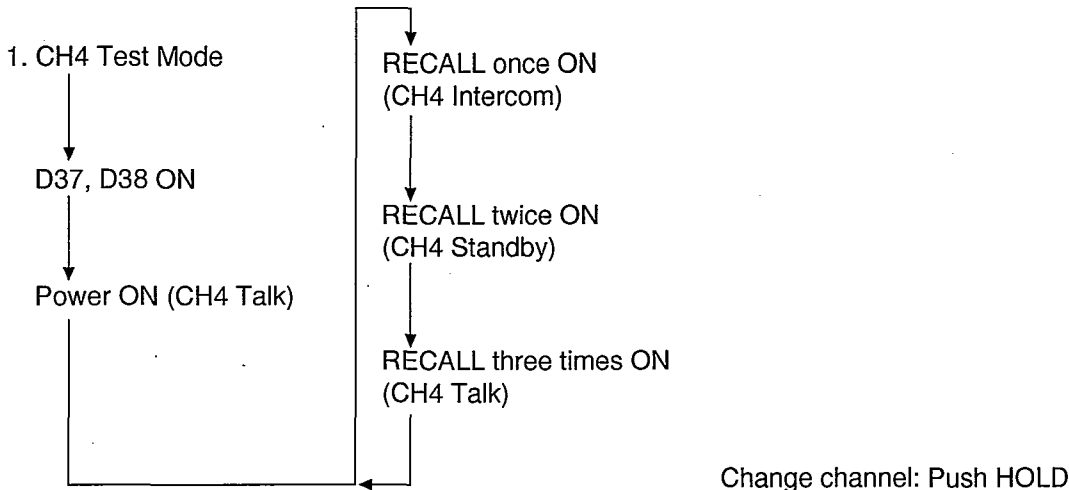 1. CH4 Test Mode
D37, D38 ON
Power ON (CH4 Talk)
RECALL once ON
(CH4 Intercom)
RECALL twice ON
(CH4 Standby)
RECALL three times ON
(CH4 Talk)
Change channel: Push HOLD